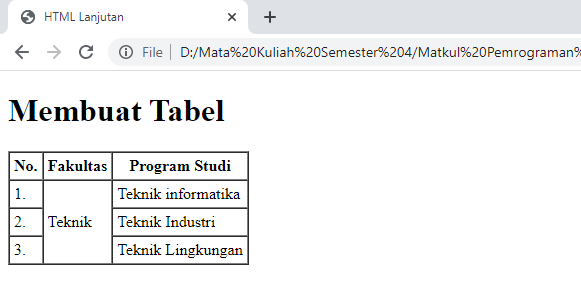 HTML Lanjutan
File D:/Mata%20Kuliah%20Semester%204/Matkul%20Pemrograman%
Membuat Tabel
No. Fakultas Program Studi
1. Teknik informatika
2. Teknik Teknik Industri
3. Teknik Lingkungan